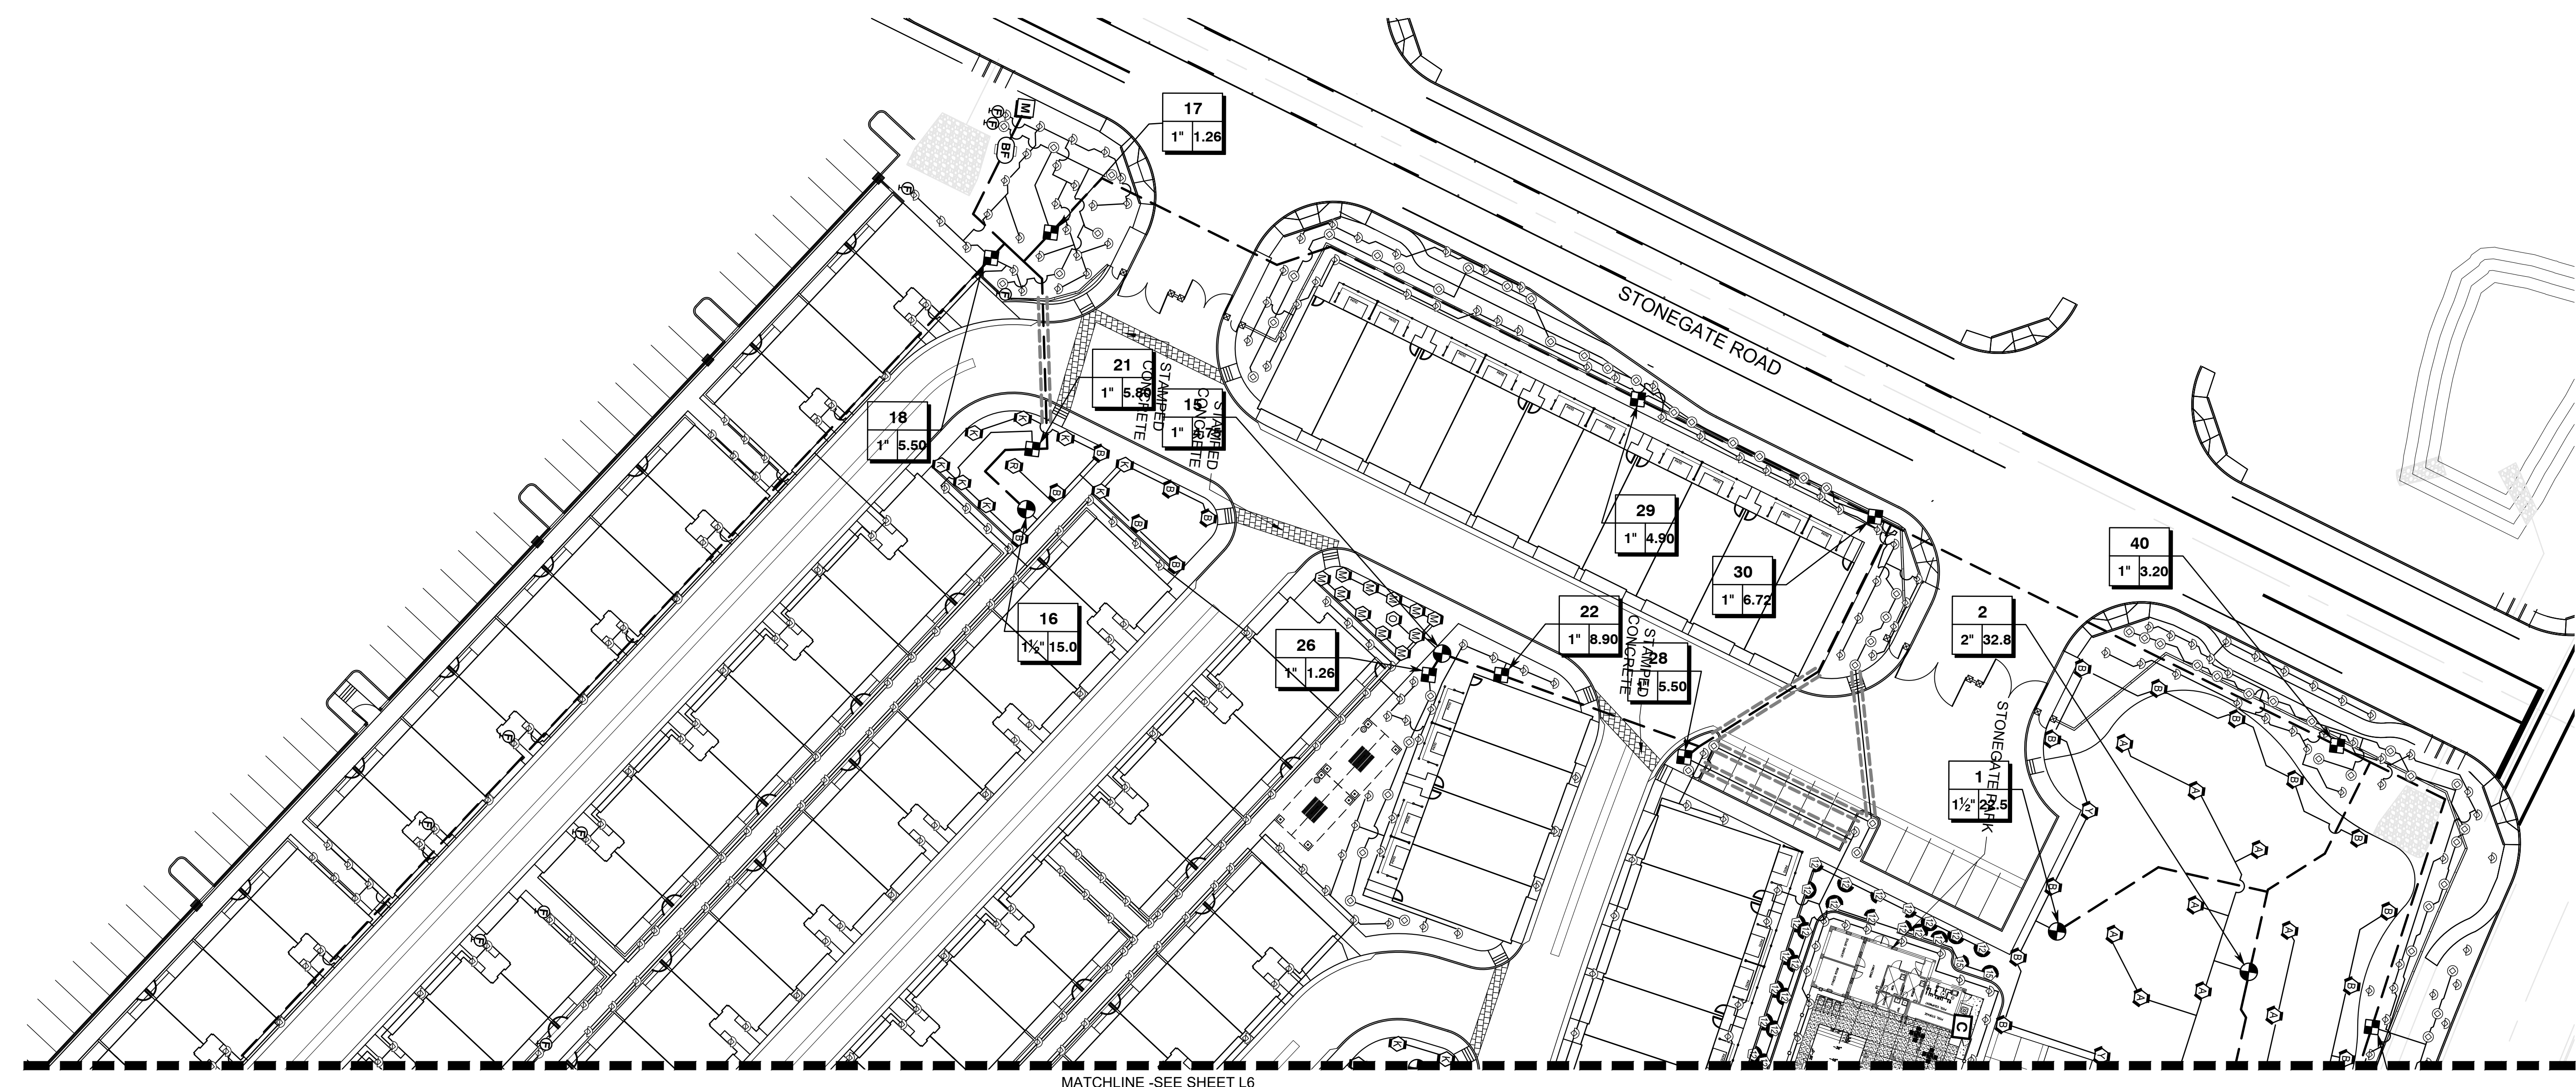 17
1" 1.26
M
BF
STONEGATE ROAD
21
1" 5.80
STAMPED
CONCRETE
15
1" 4.75
STAMPED
CONCRETE
18
1" 5.50
29
1" 4.90
30
1" 6.72
40
1" 3.20
2
2" 32.8
16
1½" 15.0
26
1" 1.26
22
1" 8.90
STAMPED
CONCRETE
28
5.50
STONEGATE PARK
1
1½"
C
MATCHLINE -SEE SHEET L6